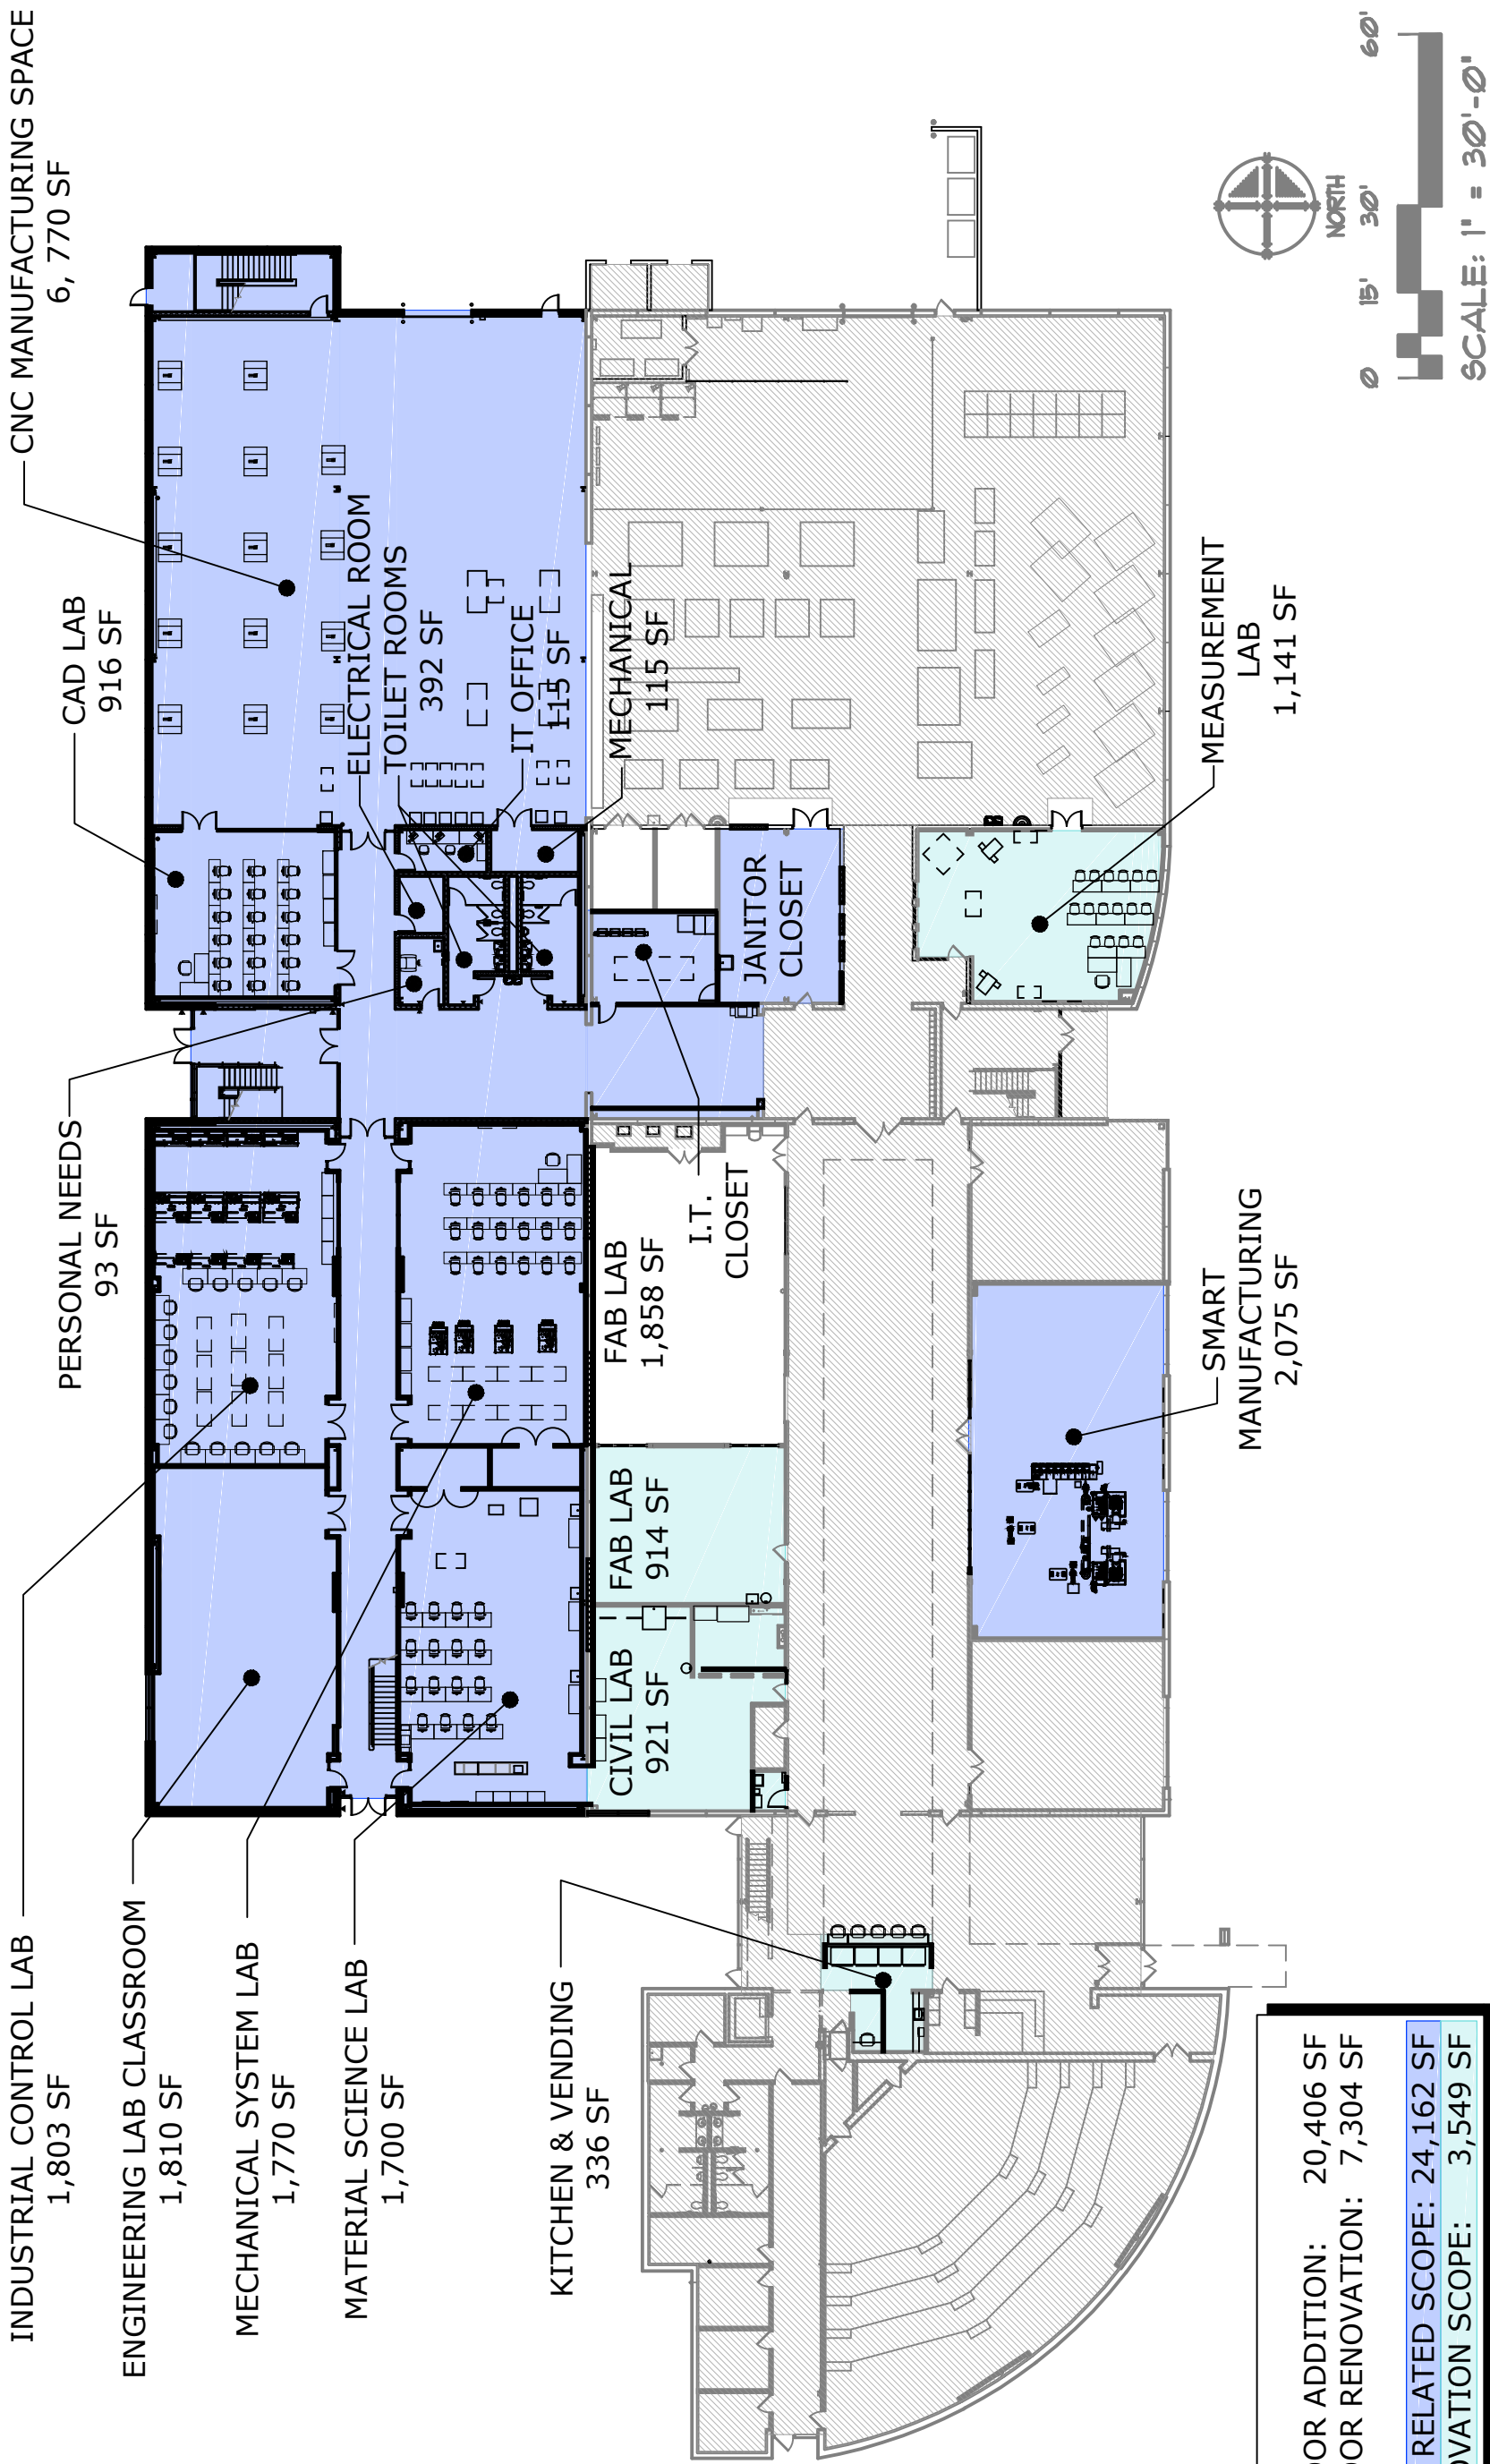 INDUSTRIAL CONTROL LAB
1,803 SF
ENGINEERING LAB CLASSROOM
1,810 SF
MECHANICAL SYSTEM LAB
1,770 SF
MATERIAL SCIENCE LAB
1,700 SF
KITCHEN & VENDING
336 SF
PERSONAL NEEDS
93 SF
CAD LAB
916 SF
CNC MANUFACTURING SPACE
6, 770 SF
ELECTRICAL ROOM
TOILET ROOMS
392 SF
IT OFFICE
115 SF
MECHANICAL
115 SF
CIVIL LAB
921 SF
FAB LAB
914 SF
FAB LAB
1,858 SF
I.T.
CLOSET
JANITOR
CLOSET
SMART
MANUFACTURING
2,075 SF
MEASUREMENT
LAB
1,141 SF
ADDITION: 20,406 SF
RENOVATION: 7,304 SF
RELATED SCOPE: 24,162 SF
SCOPE: 3,549 SF
NORTH
0 15' 30' 60'
SCALE: 1" = 30'-0"